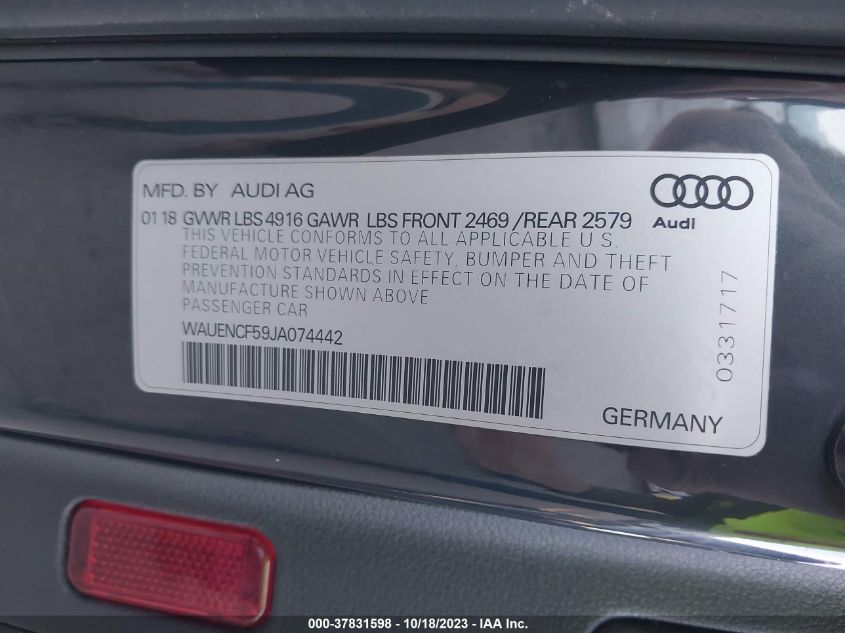 MFD. BY AUDI AG
01 18 GVWR LBS 4916 GAWR LBS FRONT 2469 /REAR 2579
THIS VEHICLE CONFORMS TO ALL APPLICABLE U.S.
FEDERAL MOTOR VEHICLE SAFETY, BUMPER AND THEFT
PREVENTION STANDARDS IN EFFECT ON THE DATE OF
MANUFACTURE SHOWN ABOVE
PASSENGER CAR
WAUENCF59JA074442
Audi
0331717
GERMANY
000-37831598 - 10/18/2023 - IAA Inc.